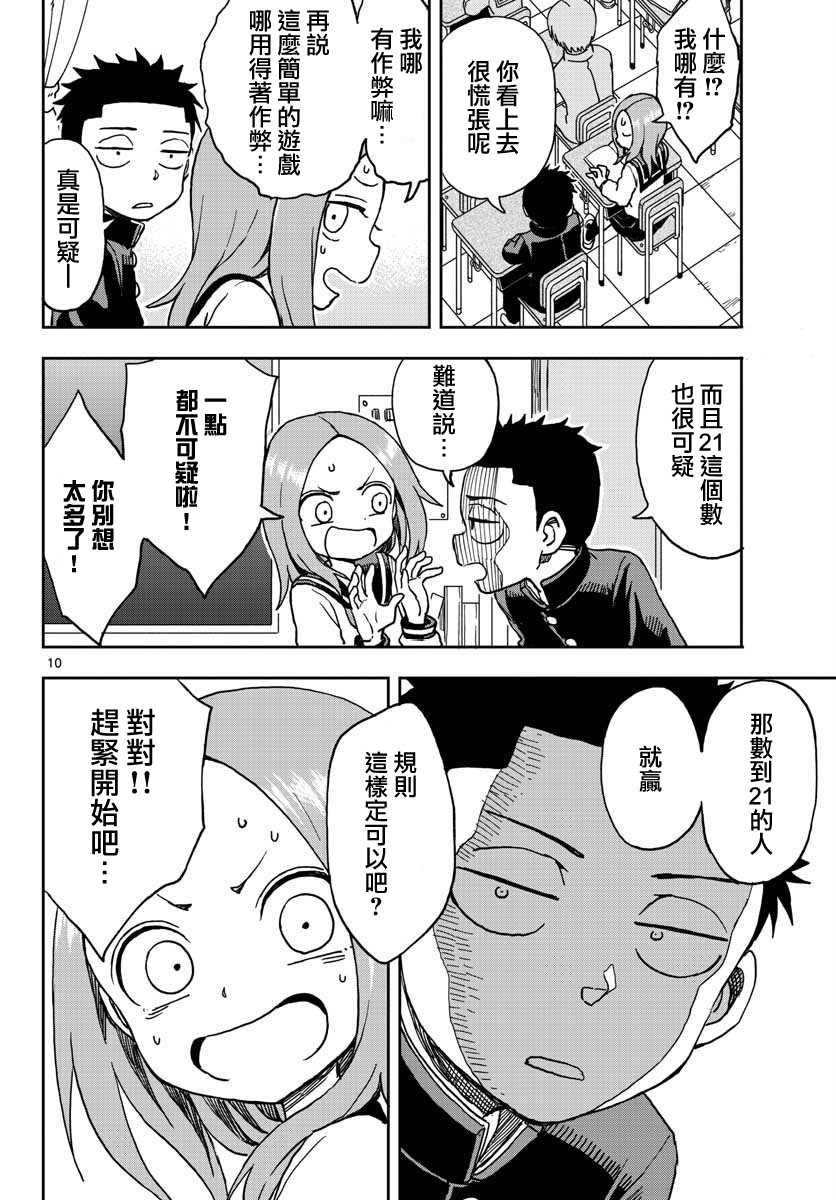 什麼!?
我哪有!?
你看上去
很慌張呢
我哪
有作弊嘛…
再說
這麼簡單的遊戲
哪用得著作弊…
真是可疑—
而且21這個數
也很可疑
難道說…
一點
都不可疑啦！
你別想
太多了！
10
那數到21的人
就贏
規則
這樣定可以吧？
對對!!
趕緊開始吧…